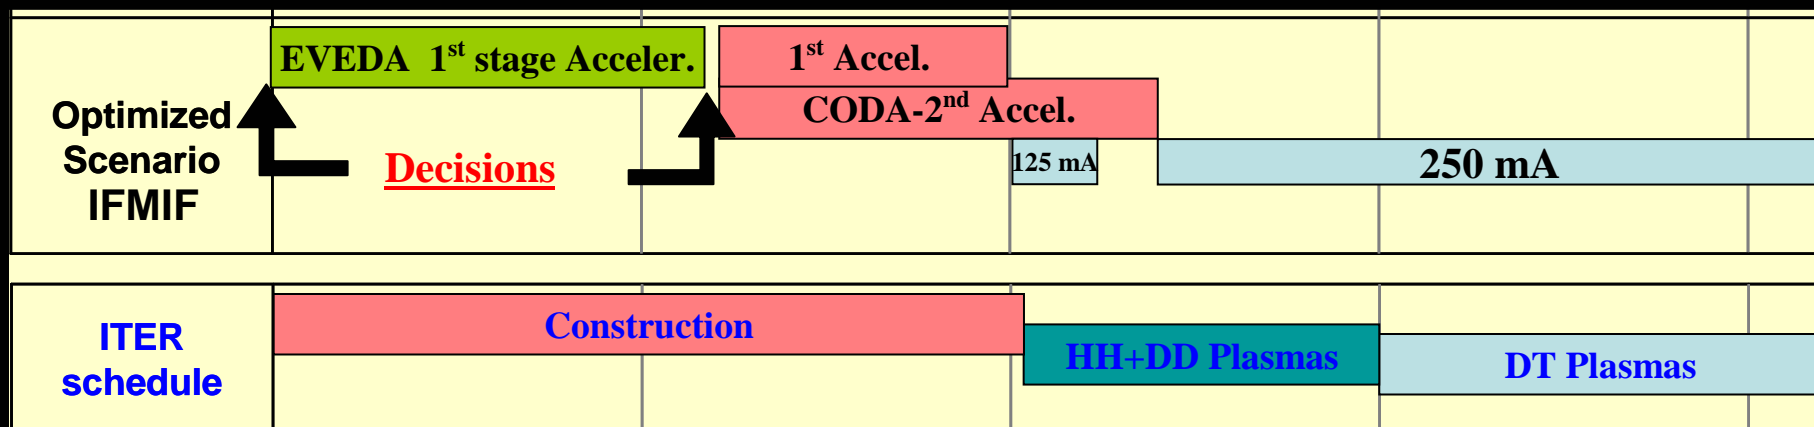 EVEDA 1st stage Acceler.
1st Accel.
CODA-2nd Accel.
Optimized
Scenario
IFMIF
Decisions
125 mA
250 mA
ITER
schedule
Construction
HH+DD Plasmas
DT Plasmas